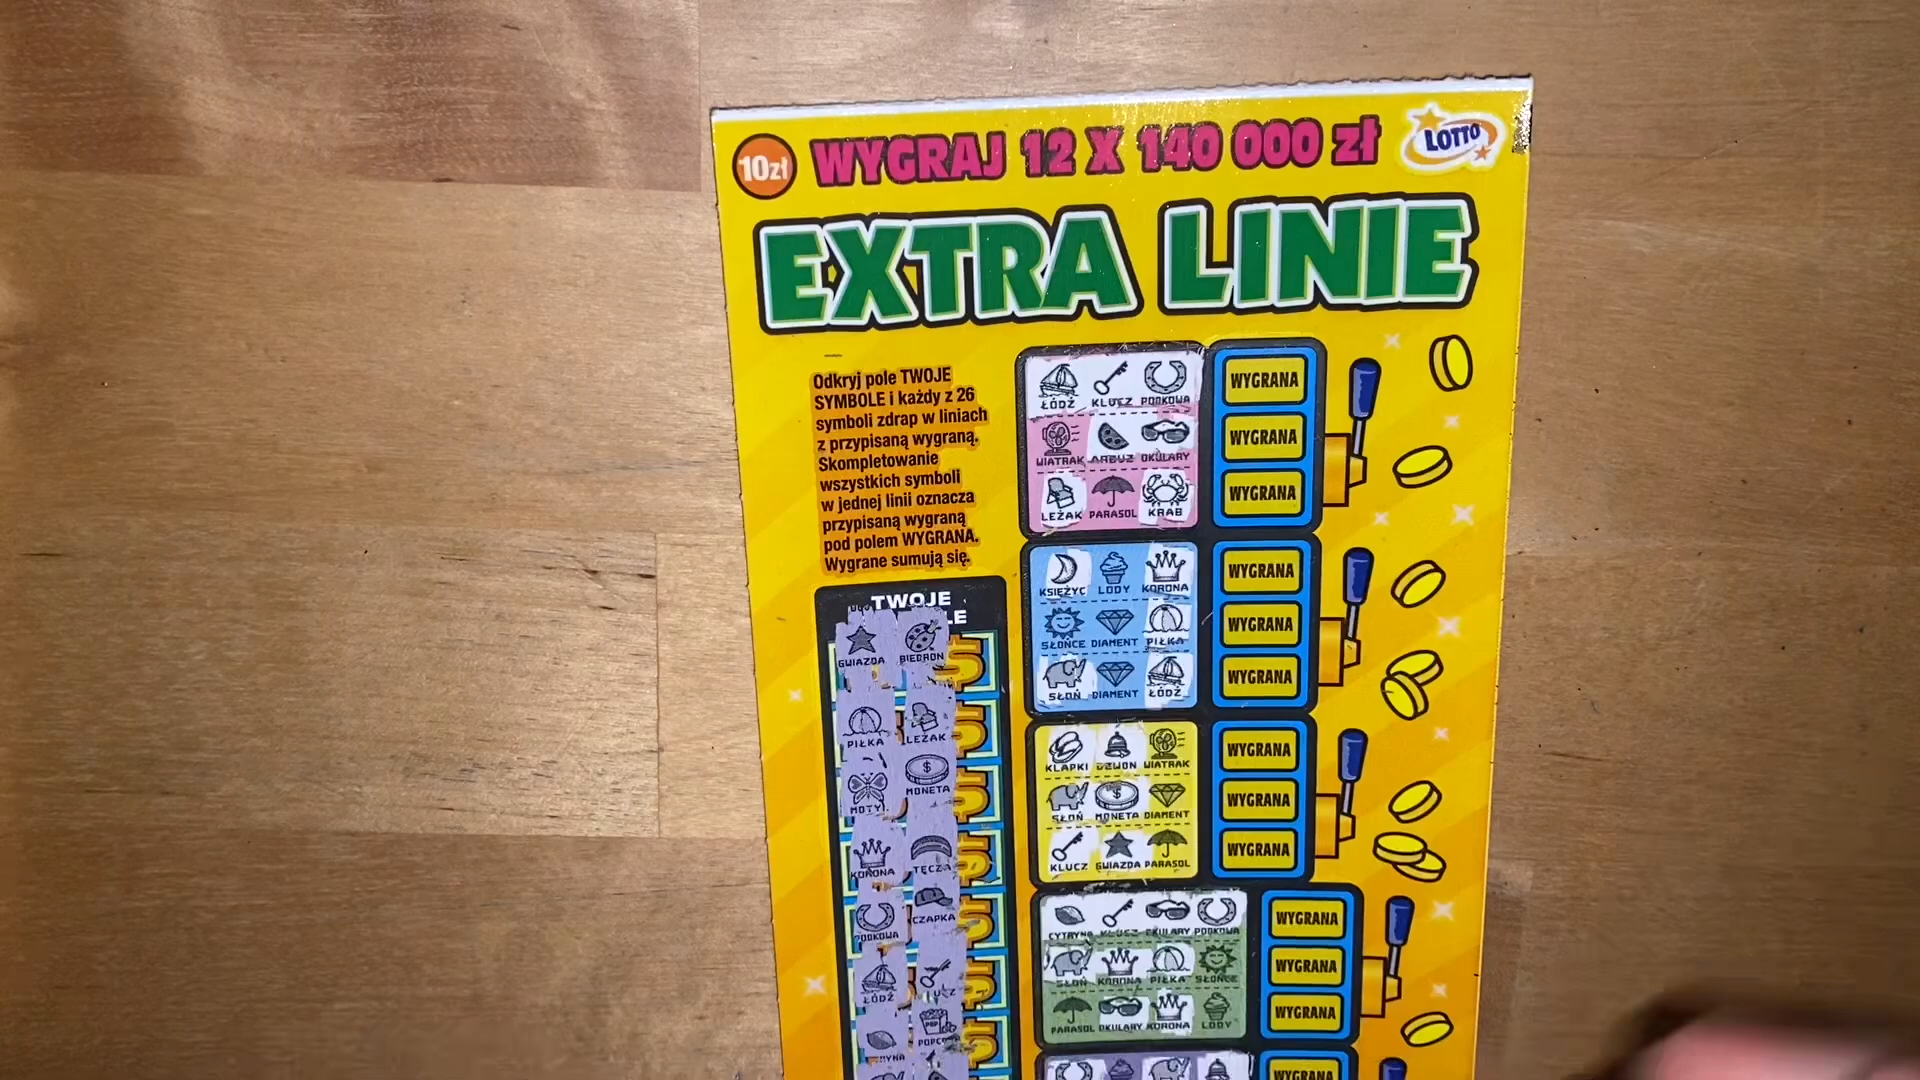 10zł WYGRAJ 12 X 140 000 zł LOTTO
EXTRA LINIE
Odkryj pole TWOJE
SYMBOLE i każdy z 26
symboli zdrap w liniach
z przypisaną wygraną.
Skompletowanie
wszystkich symboli
w jednej linii oznacza
przypisaną wygraną
pod polem WYGRANA.
Wygrane sumują się.
TWOJE
LE
GWIAZDA BIEDRON
PIŁKA LEŻAK
MOTYL MONETA
KORONA TĘCZA
PODKOWA CZAPKA
ŁÓDŹ LUCZ
YRYNA POPCO
ŁÓDŹ KLUCZ PODKOWA WYGRANA
WIATRAK ARBUZ OKULARY WYGRANA
LEŻAK PARASOL KRAB WYGRANA
KSIĘŻYC LODY KORONA WYGRANA
SŁOŃCE DIAMENT PIŁKA WYGRANA
SŁOŃ DIAMENT ŁÓDŹ WYGRANA
KLAPKI DZWON WIATRAK WYGRANA
SŁOŃ MONETA DIAMENT WYGRANA
KLUCZ GWIAZDA PARASOL WYGRANA
CYTRYNA KLUCZ OKULARY PODKOWA WYGRANA
SŁOŃ KORONA PIŁKA SŁOŃCE WYGRANA
PARASOL OKULARY KORONA LODY WYGRANA
WYGRANA